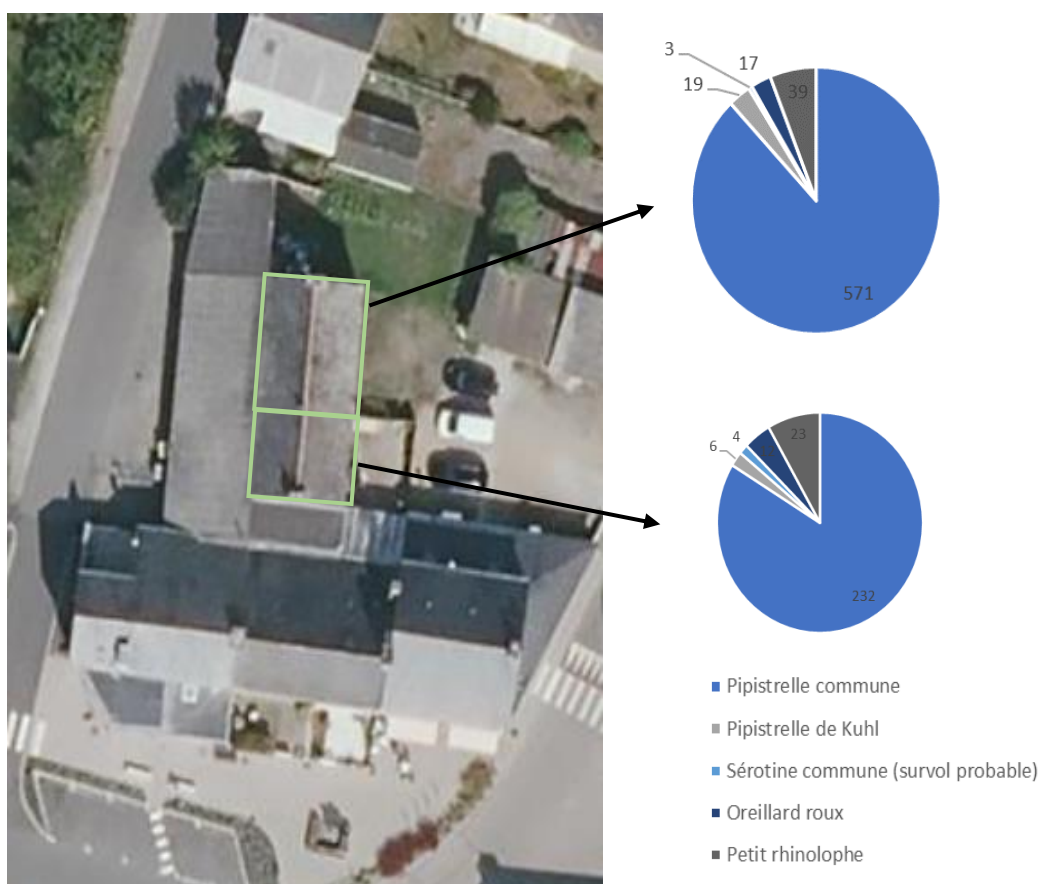 3
17
19
39
571
4
6
23
232
Pipistrelle commune
Pipistrelle de Kuhl
Sérotine commune (survol probable)
Oreillard roux
Petit rhinolophe